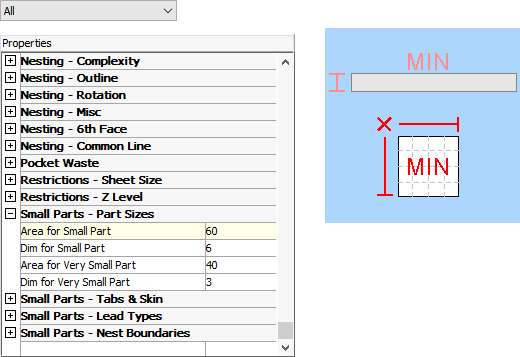 All
Properties
Nesting - Complexity
Nesting - Outline
Nesting - Rotation
Nesting - Misc
Nesting - 6th Face
Nesting - Common Line
Pocket Waste
Restrictions - Sheet Size
Restrictions - Z Level
Small Parts - Part Sizes
Area for Small Part 60
Dim for Small Part 6
Area for Very Small Part 40
Dim for Very Small Part 3
Small Parts - Tabs & Skin
Small Parts - Lead Types
Small Parts - Nest Boundaries
MIN
MIN